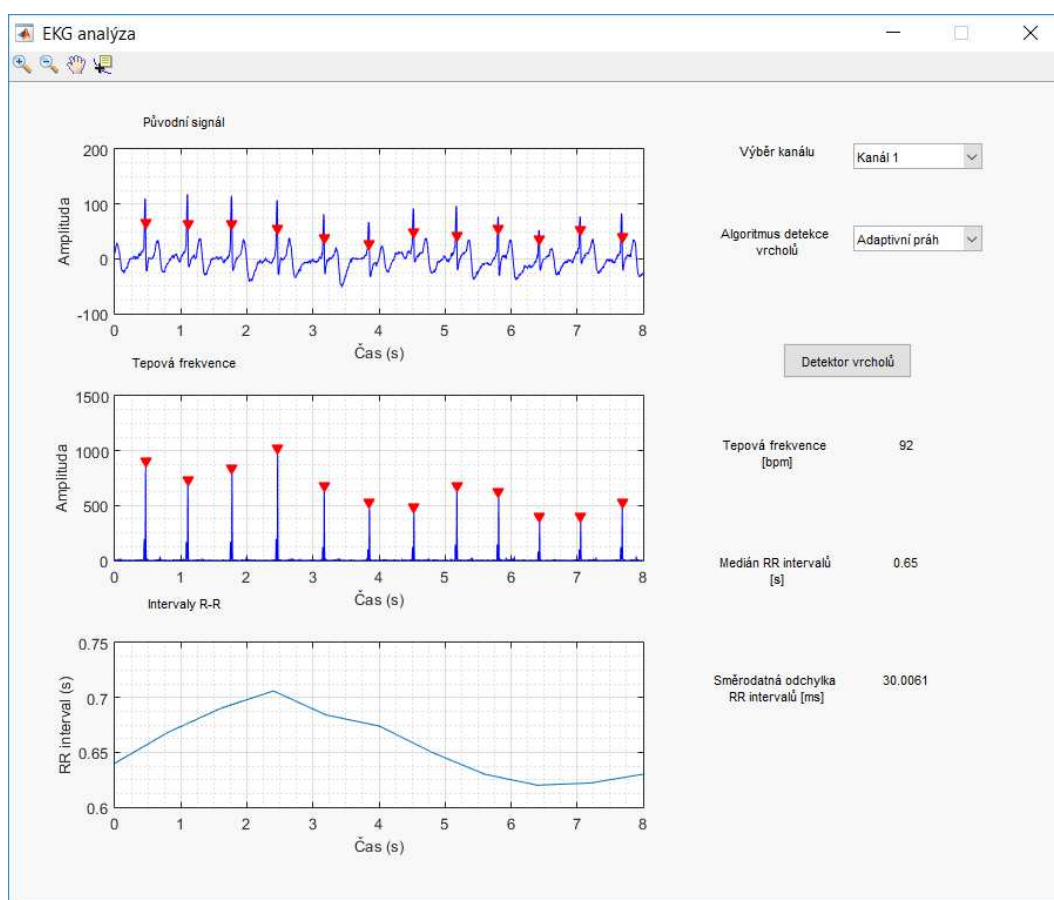 EKG analýza
Původní signál
200
100
0
-100
Amplituda
0 1 2 3 4 5 6 7 8
Čas (s)
Výběr kanálu
Kanál 1
Algoritmus detekce
vrcholů
Adaptivní práh
Tepová frekvence
1500
1000
500
0
Amplituda
0 1 2 3 4 5 6 7 8
Čas (s)
Detektor vrcholů
Tepová frekvence
[bpm]
92
Intervaly R-R
0.75
0.7
0.65
0.6
RR interval (s)
0 1 2 3 4 5 6 7 8
Čas (s)
Medián RR intervalů
[s]
0.65
Směrodatná odchylka
RR intervalů [ms]
30.0061